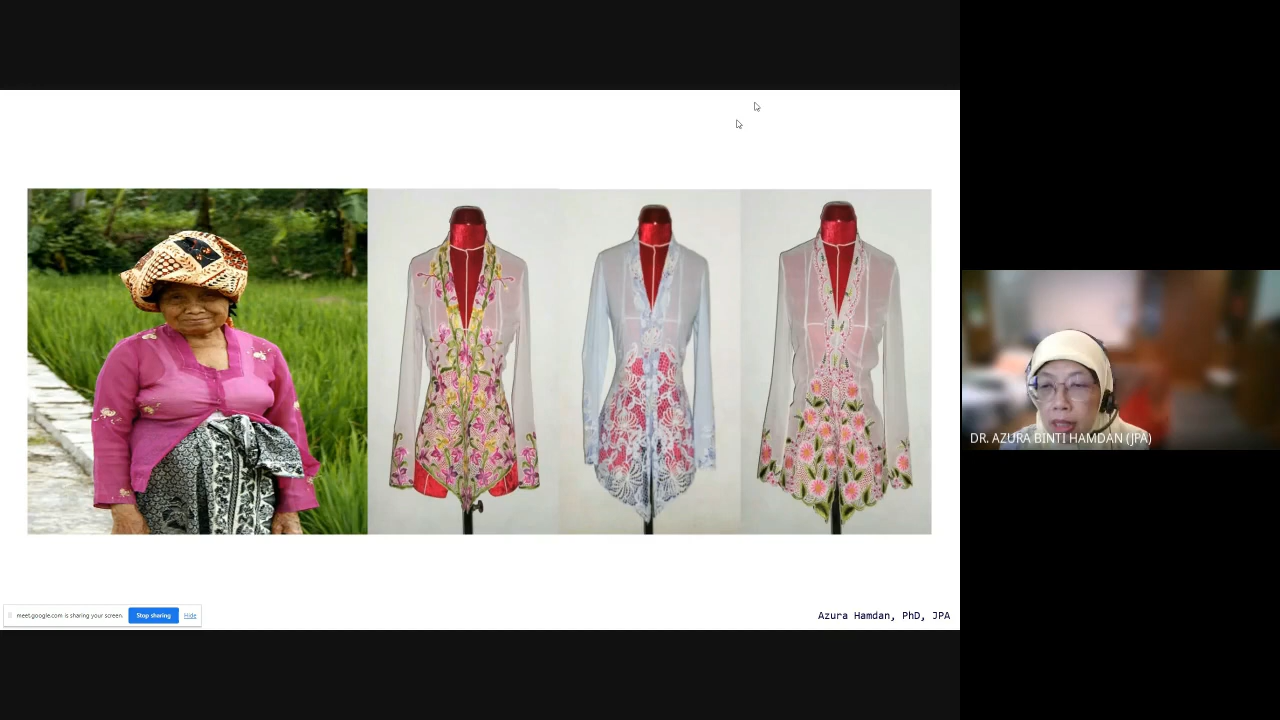 DR. AZURA BINTI HAMDAN (JPA)
meet.google.com is sharing your screen.
Stop sharing
Hide
Azura Hamdan, PhD, JPA